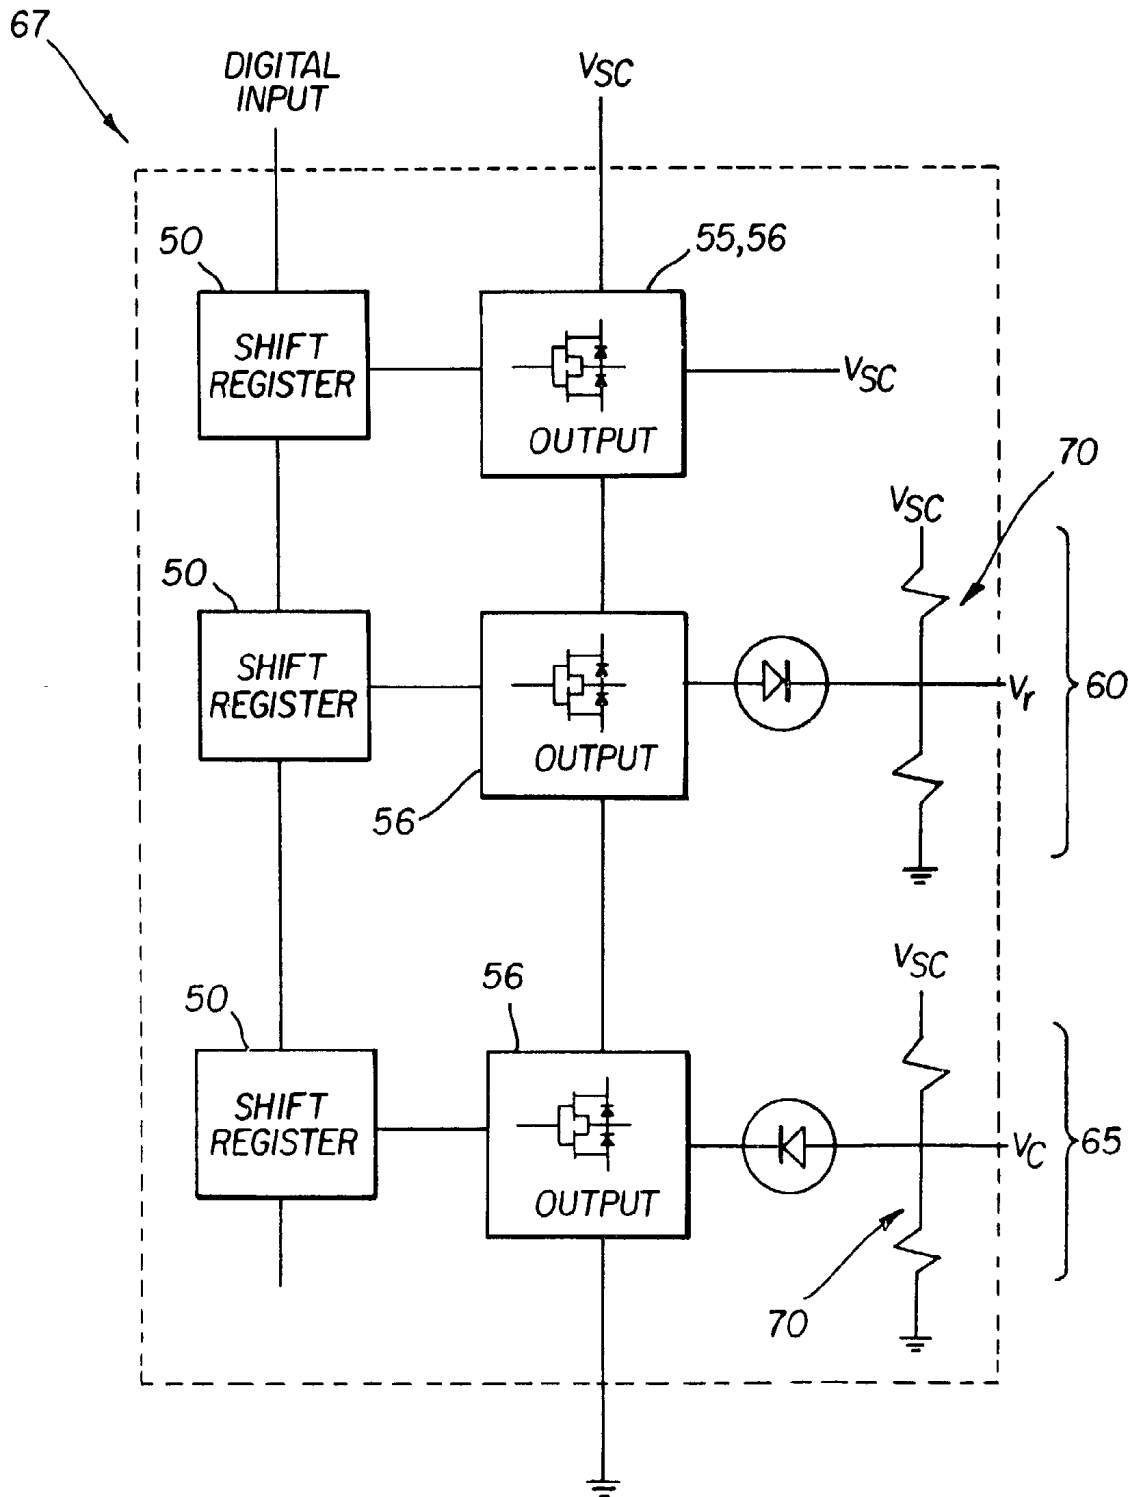 67
DIGITAL
INPUT
VSC
50
55,56
SHIFT
REGISTER
OUTPUT
VSC
70
VSC
50
SHIFT
REGISTER
OUTPUT
Vr
60
56
VSC
50
56
SHIFT
REGISTER
OUTPUT
VC
65
70